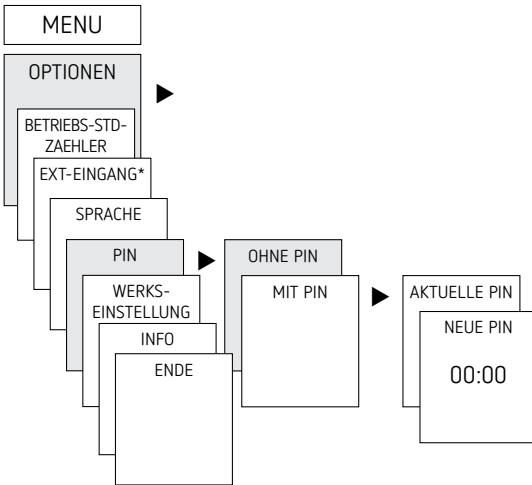 MENU
OPTIONEN
BETRIEBS-STD-
ZAEHLER
EXT-EINGANG*
SPRACHE
PIN
WERKS-
EINSTELLUNG
INFO
ENDE
OHNE PIN
MIT PIN
AKTUELLE PIN
NEUE PIN
00:00